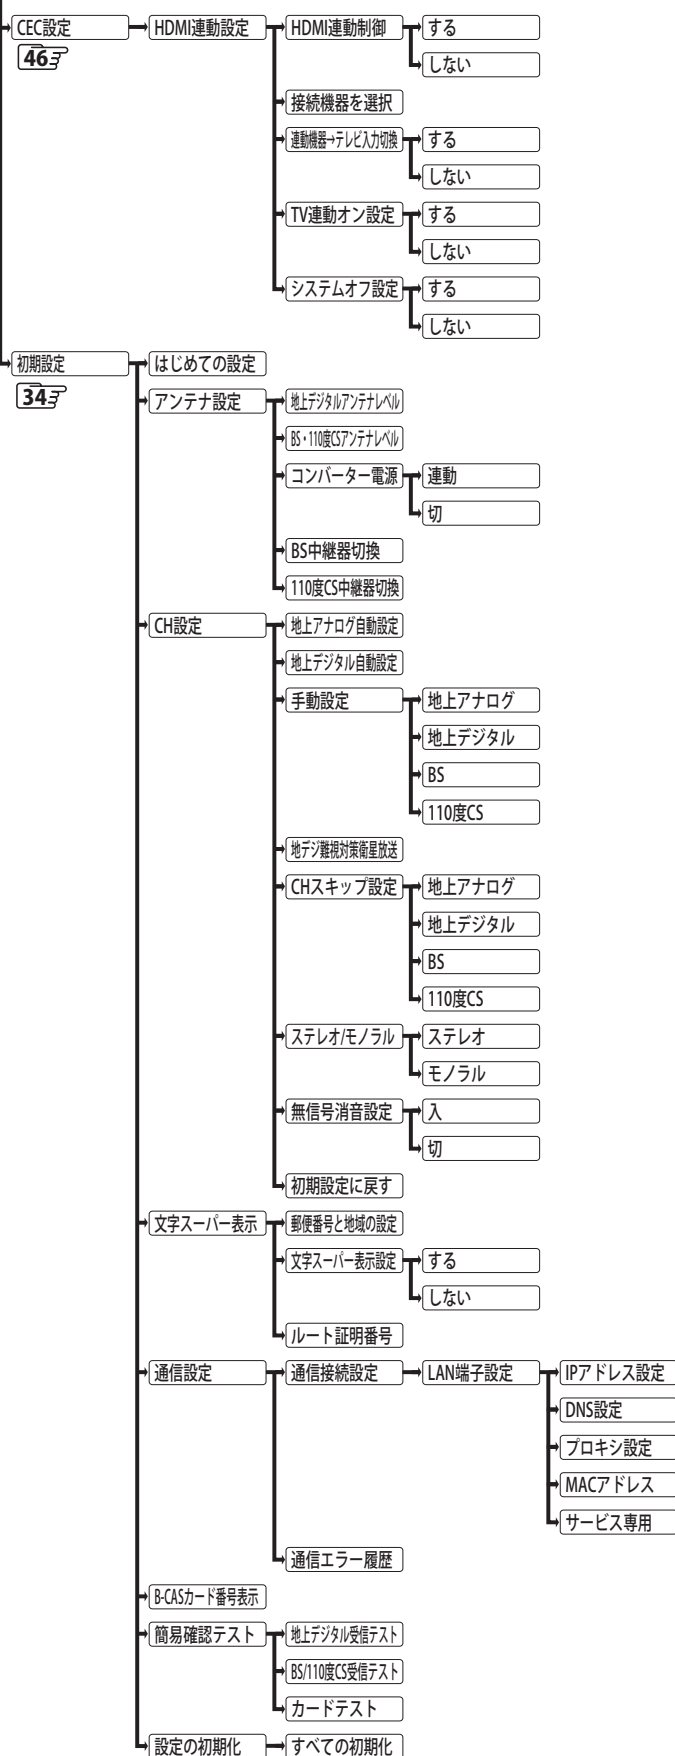 CEC設定 HDMI連動設定 HDMI連動制御 する
46
しない
接続機器を選択
連動機器→テレビ入力切換 する
しない
TV連動オン設定 する
しない
システムオフ設定 する
しない
初期設定 はじめての設定
34
アンテナ設定 地上デジタルアンテナレベル
BS・110度CSアンテナレベル
コンバーター電源 連動
切
BS中継器切換
110度CS中継器切換
CH設定 地上アナログ自動設定
地上デジタル自動設定
手動設定 地上アナログ
地上デジタル
BS
110度CS
地デジ難視対策衛星放送
CHスキップ設定 地上アナログ
地上デジタル
BS
110度CS
ステレオ/モノラル ステレオ
モノラル
無信号消音設定 入
切
初期設定に戻す
文字スーパー表示 郵便番号と地域の設定
文字スーパー表示設定 する
しない
ルート証明番号
通信設定 通信接続設定 LAN端子設定 IPアドレス設定
DNS設定
プロキシ設定
MACアドレス
サービス専用
通信エラー履歴
B-CASカード番号表示
簡易確認テスト 地上デジタル受信テスト
BS/110度CS受信テスト
カードテスト
設定の初期化 すべての初期化